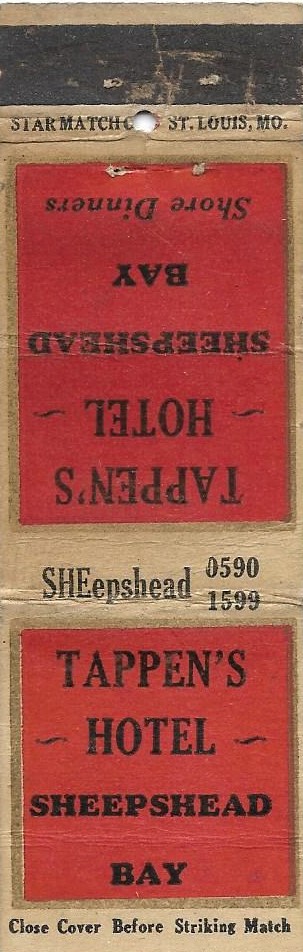 STAR MATCH C ST. LOUIS, MO.
TAPPEN'S
~ HOTEL ~
SHEEPSHEAD
BAY
Shore Dinners
SHEepshead 0590
1599
TAPPEN'S
~ HOTEL ~
SHEEPSHEAD
BAY
Close Cover Before Striking Match